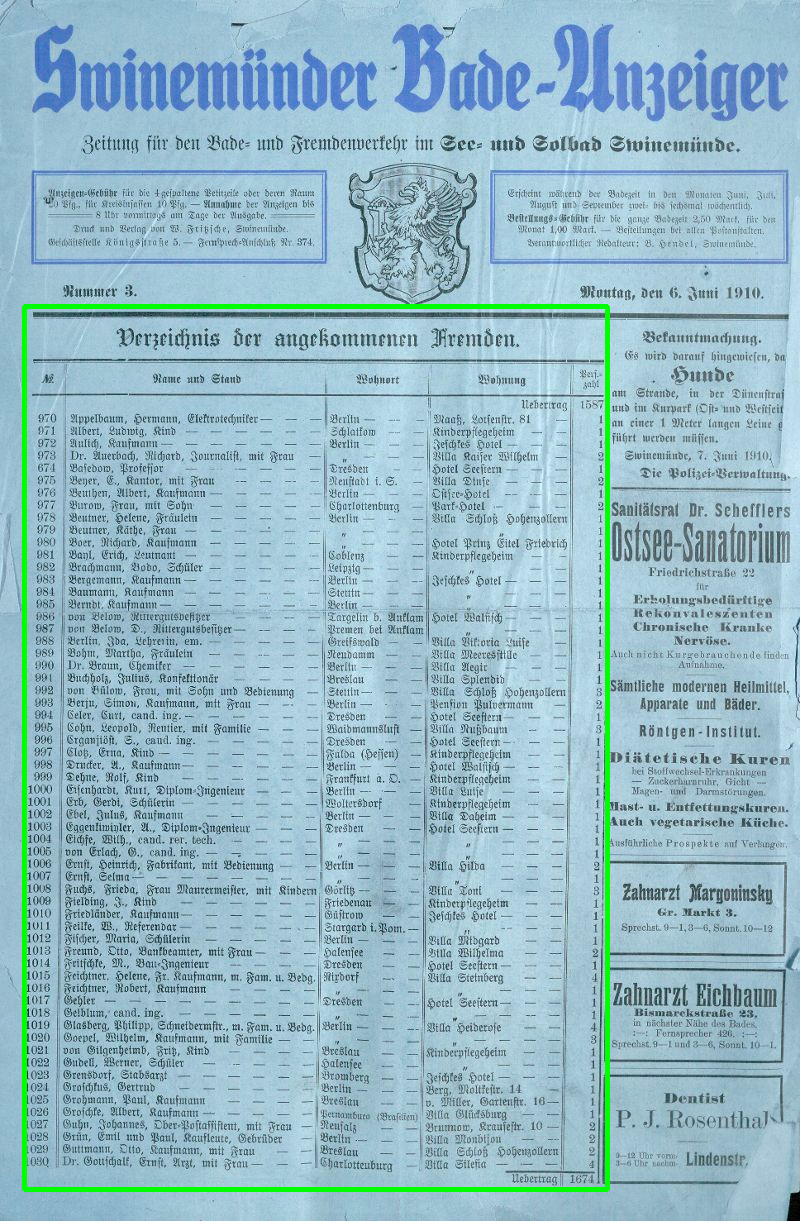 Swinemünder Bade-Anzeiger
Zeitung für den Bade- und Fremdenverkehr im See- und Solbad Swinemünde.
Anzeigen-Gebühr für die 4 gespaltene Petitzeile oder deren Raum
Pfg., für Kreisinsassen 10 Pfg. — Annahme der Anzeigen bis
8 Uhr vormittags am Tage der Ausgabe.
Druck und Verlag von W. Fritzsche, Swinemünde.
Geschäftsstelle Königstraße 5. — Fernsprech-Anschluß Nr. 374.
Erscheint während der Badezeit in den Monaten Juni, Juli,
August und September zwei- bis sechsmal wöchentlich.
Bestellungs-Gebühr für die ganze Badezeit 2,50 Mark, für den
Monat 1,00 Mark. — Bestellungen bei allen Postanstalten.
Verantwortlicher Redakteur: B. Hendel, Swinemünde.
Nummer 3.
Montag, den 6. Juni 1910.
Verzeichnis der angekommenen Fremden.
№ Name und Stand Wohnort Wohnung Pers.-zahl
Uebertrag 1587
970 Appelbaum, Hermann, Elektrotechniker — Berlin — Maaß, Lotsenstr. 81 1
971 Albert, Ludwig, Kind — Schlatkow Kinderpflegeheim 1
972 Aulich, Kaufmann — Berlin Jeschkes Hotel — 1
973 Dr. Auerbach, Richard, Journalist, mit Frau — „ Villa Kaiser Wilhelm 2
674 Basedow, Professor — Dresden Hotel Seestern — 1
975 Beyer, E., Kantor, mit Frau Neustadt i. S. Villa Dinse 2
976 Benthen, Albert, Kaufmann — Berlin Ostsee-Hotel 1
977 Burow, Frau, mit Sohn — Charlottenburg Park-Hotel — 2
978 Beutner, Helene, Fräulein — Berlin Villa Schloß Hohenzollern 1
979 Beutner, Käthe, Frau „ „ 1
980 Boer, Richard, Kaufmann — „ Hotel Prinz Eitel Friedrich 1
981 Bayl, Erich, Leutnant — Coblenz Kinderpflegeheim 1
982 Brachmann, Bodo, Schüler — Leipzig — „ 1
983 Bergemann, Kaufmann — Berlin Jeschkes Hotel — 1
984 Baumann, Kaufmann Stettin „ 1
985 Berndt, Kaufmann — Berlin „ 1
986 von Below, Rittergutsbesitzer Targelin b. Anklam Hotel Walfisch 1
987 von Below, D., Rittergutsbesitzer — Premen bei Anklam „ 1
988 Berlin, Ida, Lehrerin, em. — Greifswald Villa Viktoria Luise 1
989 Bohm, Martha, Fräulein — Neudamm Villa Meeresstille 1
990 Dr. Braun, Chemiker — Berlin Villa Aegir 1
991 Buchholz, Julius, Konfektionär Breslau Villa Splendid 1
992 von Bülow, Frau, mit Sohn und Bedienung — Stettin — Villa Schloß Hohenzollern 3
993 Berju, Simon, Kaufmann, mit Frau — Berlin — Pension Pulvermann 2
994 Celer, Curt, cand. ing. — Dresden Hotel Seestern — 1
995 Cohn, Leopold, Rentier, mit Familie — Waidmannslust Villa Nußbaum 3
996 Crganjiost, S., cand. ing. Dresden Hotel Seestern — 1
997 Clotz, Erna, Kind — Fulda (Hessen) Kinderpflegeheim 1
998 Drucker, A., Kaufmann Berlin — Hotel Walfisch — 1
999 Dehne, Rolf, Kind — Frankfurt a. O. Kinderpflegeheim 1
1000 Eisenhardt, Kurt, Diplom-Ingenieur — Berlin — Villa Luise 1
1001 Erb, Gerdi, Schülerin — Woltersdorf Kinderpflegeheim 1
1002 Ebel, Julus, Kaufmann Berlin — Villa Daheim 1
1003 Eggenkinkler, A., Diplom-Ingenieur — Dresden Hotel Seestern — 1
1004 Eichse, Wilh., cand. rer. tech. „ „ 1
1005 von Erlach, G., cand. ing. — „ „ 1
1006 Ernst, Heinrich, Fabrikant, mit Bedienung — Berlin — Villa Hilda 2
1007 Ernst, Selma — „ „ 1
1008 Fuchs, Frieda, Frau Maurermeister, mit Kindern Görlitz — Villa Toni 3
1009 Fielding, J., Kind — Friedenau Kinderpflegeheim 1
1010 Friedländer, Kaufmann — Güstrow Jeschkes Hotel 1
1011 Feilke, W., Referendar — Stargard i. Pom. — „ 1
1012 Fischer, Maria, Schülerin — Berlin Villa Midgard 1
1013 Freund, Otto, Bankbeamter, mit Frau — Halensee Villa Wilhelma 2
1014 Fritschke, M., Bau-Ingenieur — Dresden Hotel Seestern — 1
1015 Feichtner, Helene, Fr. Kaufmann, m. Fam. u. Bedg. Rixdorf Villa Steinberg 4
1016 Feichtner, Robert, Kaufmann „ „ 1
1017 Gehler — Dresden Hotel Seestern — 1
1018 Gelblum, cand. ing. „ „ 1
1019 Glasberg, Philipp, Schneidermstr., m. Fam. u. Bedg. Berlin — Villa Heiderose 4
1020 Goepel, Wilhelm, Kaufmann, mit Familie — „ „ 3
1021 von Gilgenheimb, Fritz, Kind Breslau Kinderpflegeheim 1
1022 Gudell, Werner, Schüler — Halensee „ 1
1023 Grensdorf, Stabsarzt — Bromberg Jeschkes Hotel 1
1024 Groschkus, Gertrud — Berlin — Berg, Moltkestr. 14 1
1025 Grohmann, Paul, Kaufmann — Breslau v. Miller, Gartenstr. 16 — 1
1026 Groschke, Albert, Kaufmann — Pernambuco (Brasilien) Villa Glücksburg 1
1027 Guhn, Johannes, Ober-Postassistent, mit Frau Neusalz Bruttnow, Krausestr. 10 — 2
1028 Grün, Emil und Paul, Kaufleute, Gebrüder Berlin — Villa Monbijou 2
1029 Guttmann, Otto, Kaufmann, mit Frau — Breslau Villa Schloß Hohenzollern 2
1030 Dr. Gottschalk, Ernst, Arzt, mit Frau — Charlottenburg Villa Silesia — 4
Uebertrag 1674
Bekanntmachung.
Es wird darauf hingewiesen, da
Hunde
am Strande, in der Dünenstra
und im Kurpark (Ost- und Westseit
an einer 1 Meter langen Leine g
führt werden müssen.
Swinemünde, 7. Juni 1910.
Die Polizei-Verwaltung.
Sanitätsrat Dr. Schefflers
Ostsee-Sanatorium
Friedrichstraße 22
für
Erholungsbedürftige
Rekonvaleszenten
Chronische Kranke
Nervöse.
Auch nicht Kurgebrauchende finden
Aufnahme.
Sämtliche modernen Heilmittel,
Apparate und Bäder.
Röntgen-Institut.
Diätetische Kuren
bei Stoffwechsel-Erkrankungen
Zuckerharnruhr, Gicht —
Magen- und Darmstörungen.
Mast- u. Entfettungskuren.
Auch vegetarische Küche.
Ausführliche Prospekte auf Verlangen.
Zahnarzt Margoninsky
Gr. Markt 3.
Sprechst. 9—1, 3—6, Sonnt. 10—12
Zahnarzt Eichbaum
Bismarckstraße 23,
in nächster Nähe des Bades,
:—: Fernsprecher 426. :—:
Sprechst. 9—1 und 3—6, Sonnt. 10—1.
Dentist
P. J. Rosenthal
9—12 Uhr vorm.
3—6 Uhr nachm.
Lindenstr.